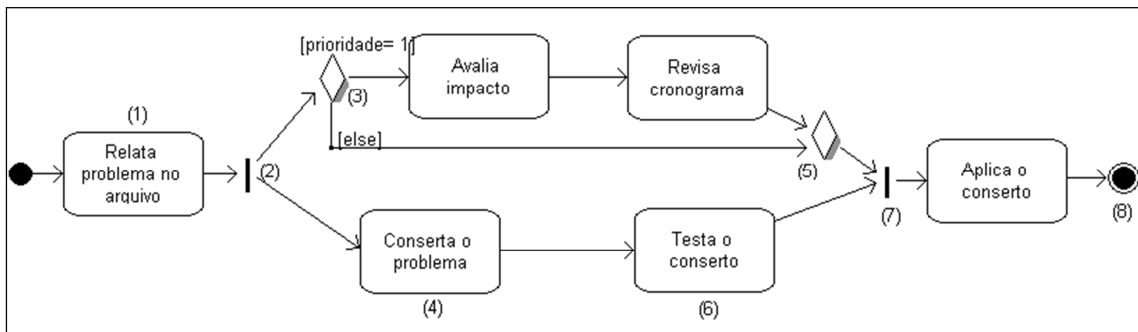 [prioridade= 1]
Avalia
impacto
Revisa
cronograma
(3)
(1)
[else]
Relata
problema no
arquivo
(2)
(5)
Aplica o
conserto
(7)
(8)
Conserta o
problema
Testa o
conserto
(4)
(6)